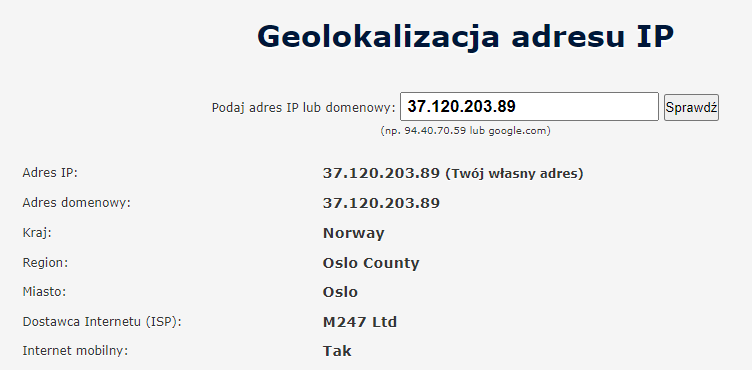 Geolokalizacja adresu IP
Podaj adres IP lub domenowy: 37.120.203.89 Sprawdź
(np. 94.40.70.59 lub google.com)
Adres IP: 37.120.203.89 (Twój własny adres)
Adres domenowy: 37.120.203.89
Kraj: Norway
Region: Oslo County
Miasto: Oslo
Dostawca Internetu (ISP): M247 Ltd
Internet mobilny: Tak